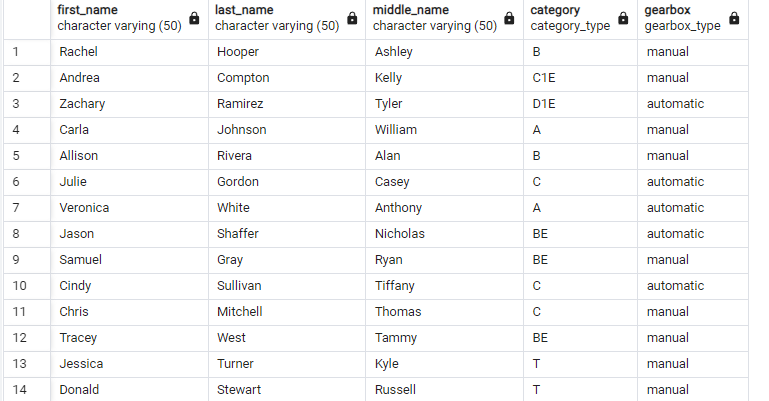 first_name last_name middle_name category gearbox
character varying (50) character varying (50) character varying (50) category_type gearbox_type
1 Rachel Hooper Ashley B manual
2 Andrea Compton Kelly C1E manual
3 Zachary Ramirez Tyler D1E automatic
4 Carla Johnson William A manual
5 Allison Rivera Alan B manual
6 Julie Gordon Casey C automatic
7 Veronica White Anthony A automatic
8 Jason Shaffer Nicholas BE automatic
9 Samuel Gray Ryan BE manual
10 Cindy Sullivan Tiffany C automatic
11 Chris Mitchell Thomas C manual
12 Tracey West Tammy BE manual
13 Jessica Turner Kyle T manual
14 Donald Stewart Russell T manual